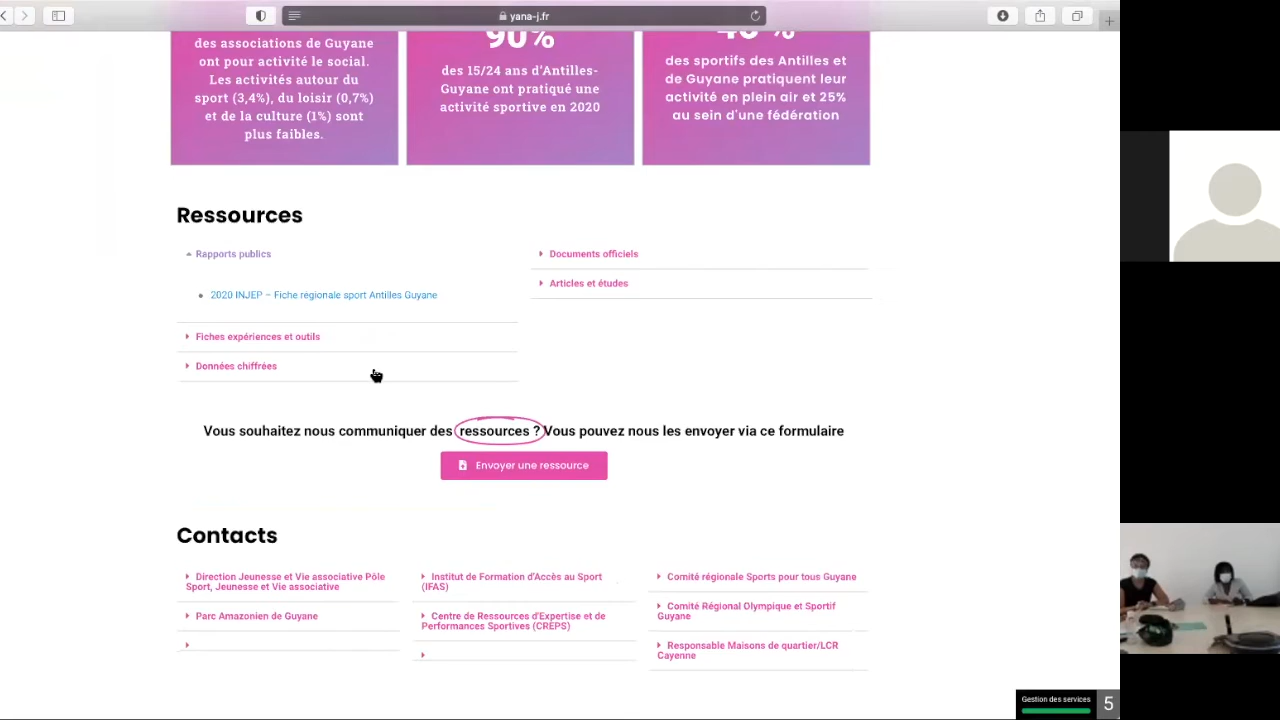 yana-j.fr
des associations de Guyane
ont pour activité le social.
Les activités autour du
sport (3,4%), du loisir (0,7%)
et de la culture (1%) sont
plus faibles.
90%
des 15/24 ans d'Antilles-
Guyane ont pratiqué une
activité sportive en 2020
des sportifs des Antilles et
de Guyane pratiquent leur
activité en plein air et 25%
au sein d'une fédération
Ressources
Rapports publics
2020 INJEP – Fiche régionale sport Antilles Guyane
Fiches expériences et outils
Données chiffrées
Documents officiels
Articles et études
Vous souhaitez nous communiquer des ressources ? Vous pouvez nous les envoyer via ce formulaire
Envoyer une ressource
Contacts
Direction Jeunesse et Vie associative Pôle
Sport, Jeunesse et Vie associative
Parc Amazonien de Guyane
Institut de Formation d'Accès au Sport
(IFAS)
Centre de Ressources d'Expertise et de
Performances Sportives (CREPS)
Comité régionale Sports pour tous Guyane
Comité Régional Olympique et Sportif
Guyane
Responsable Maisons de quartier/LCR
Cayenne
Gestion des services
5